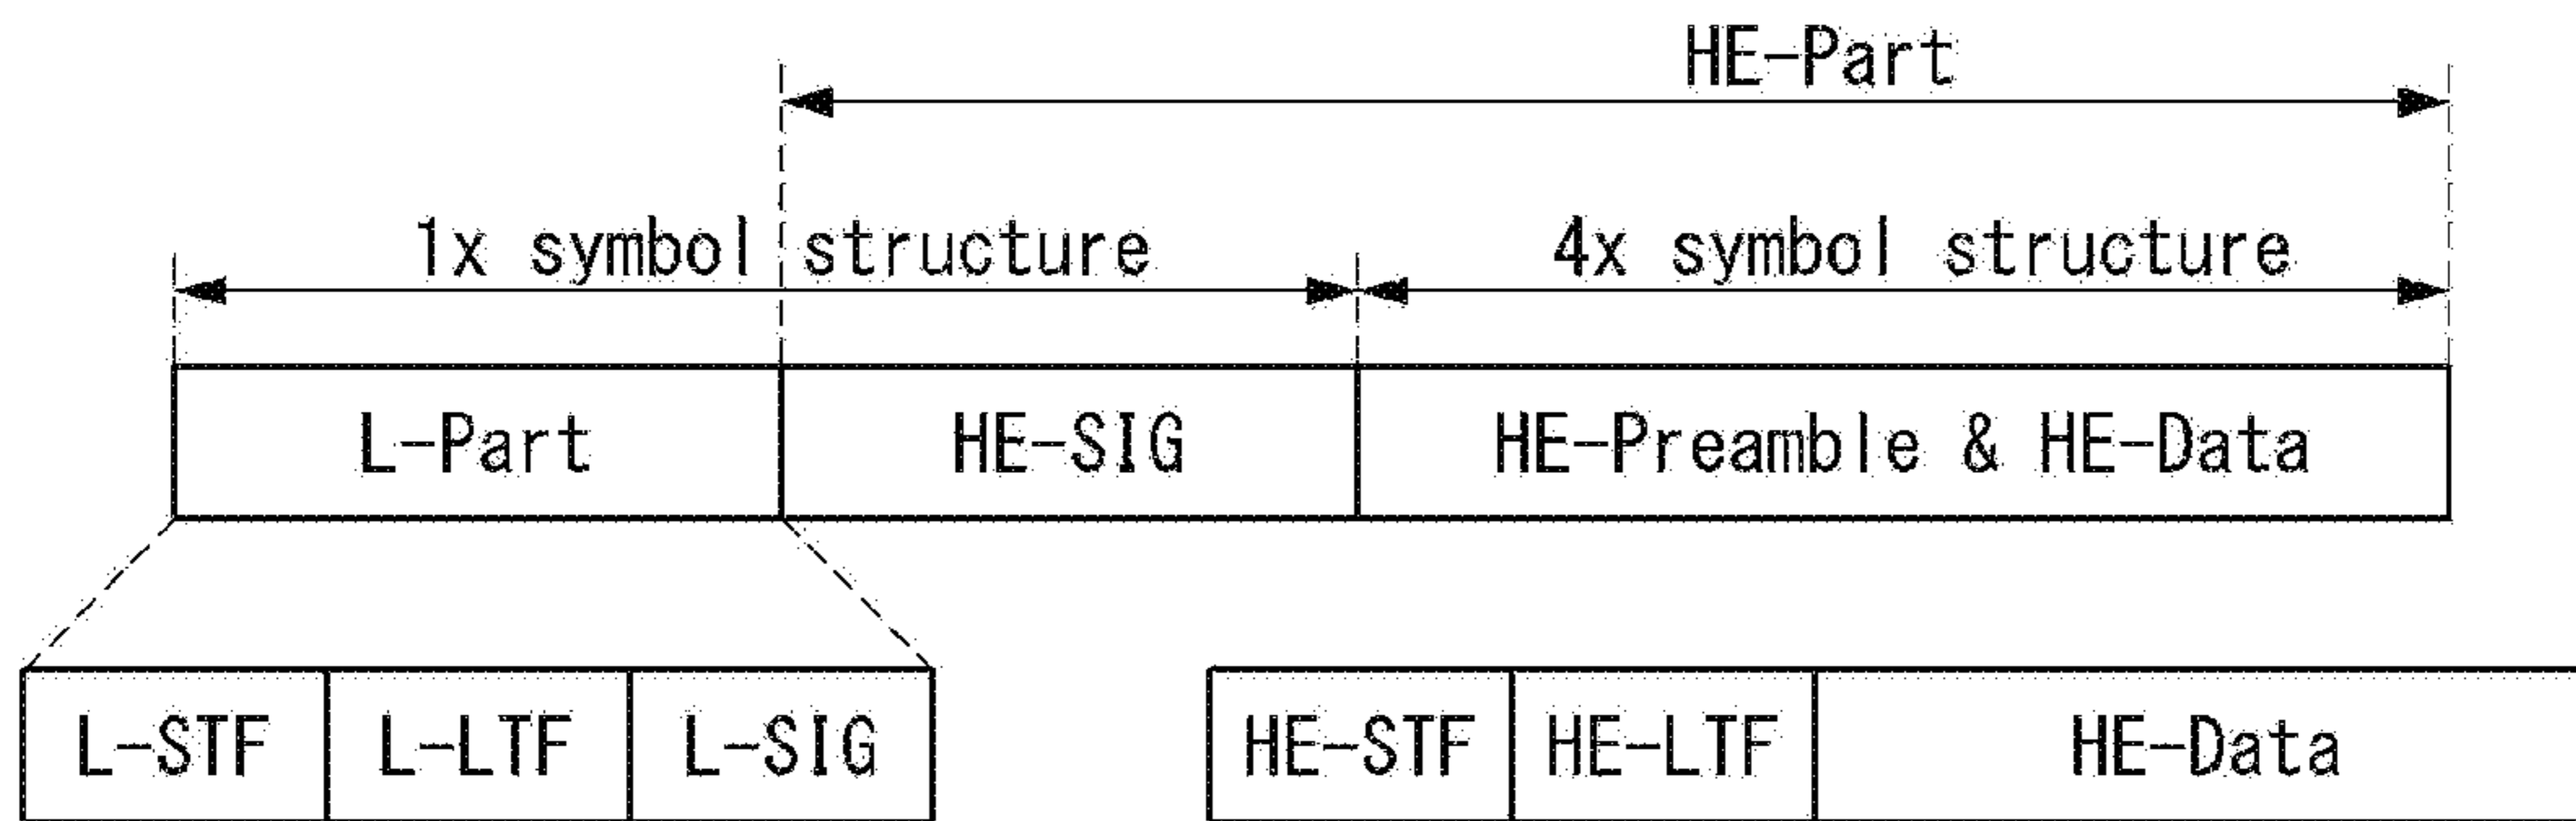 HE-Part
1x symbol structure 4x symbol structure
L-Part HE-SIG HE-Preamble & HE-Data
L-STF L-LTF L-SIG HE-STF HE-LTF HE-Data